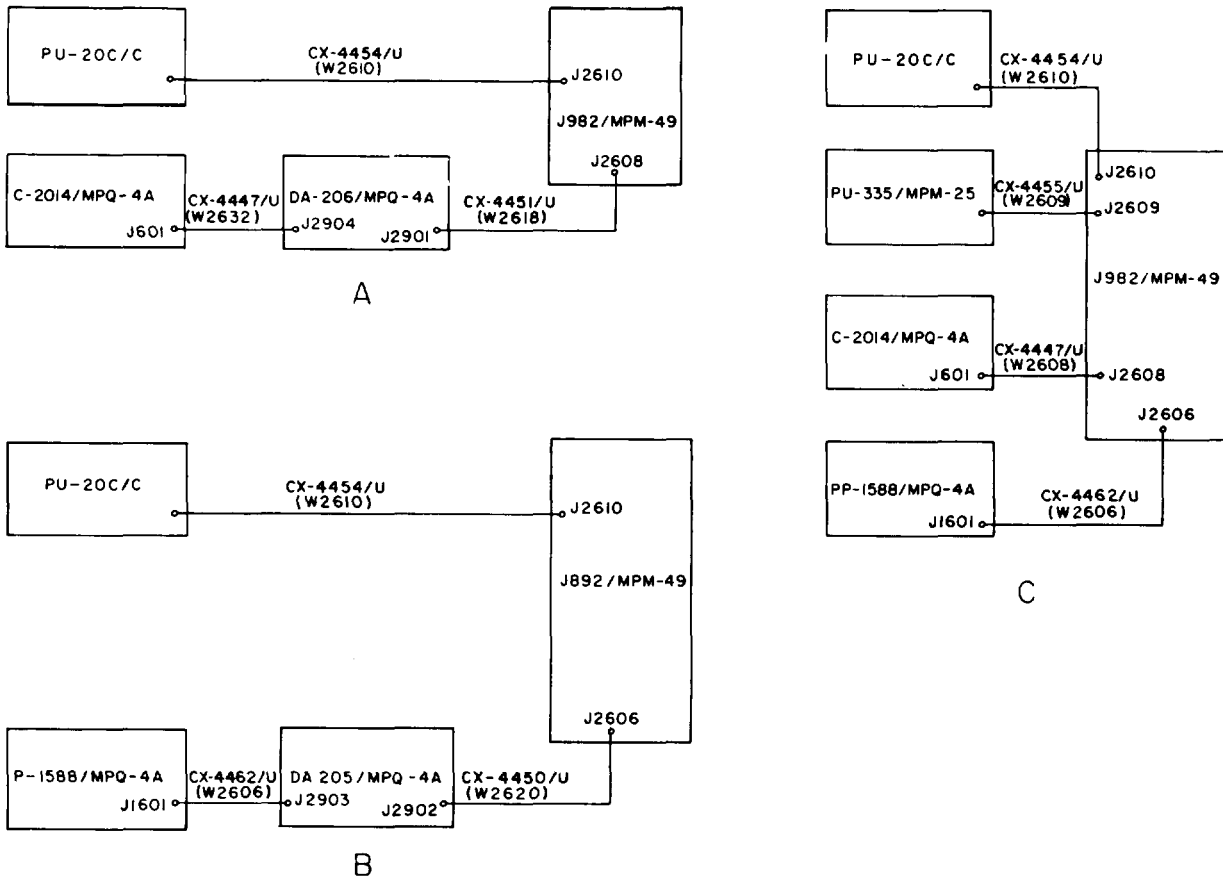 PU-20C/C
CX-4454/U
(W2610)
J2610
J982/MPM-49
J2608
C-2014/MPQ-4A
J601
CX-4447/U
(W2632)
DA-206/MPQ-4A
J2904
J2901
CX-4451/U
(W2618)
A
PU-20C/C
CX-4454/U
(W2610)
J2610
J892/MPM-49
J2606
P-1588/MPQ-4A
J1601
CX-4462/U
(W2606)
DA 205/MPQ-4A
J2903
J2902
CX-4450/U
(W2620)
B
PU-20C/C
CX-4454/U
(W2610)
J2610
PU-335/MPM-25
CX-4455/U
(W2609)
J2609
J982/MPM-49
C-2014/MPQ-4A
J601
CX-4447/U
(W2608)
J2608
J2606
PP-1588/MPQ-4A
J1601
CX-4462/U
(W2606)
C